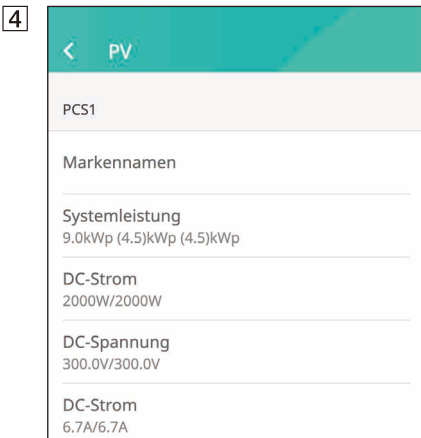 4
< PV
PCS1
Markennamen
Systemleistung
9.0kWp (4.5)kWp (4.5)kWp
DC-Strom
2000W/2000W
DC-Spannung
300.0V/300.0V
DC-Strom
6.7A/6.7A